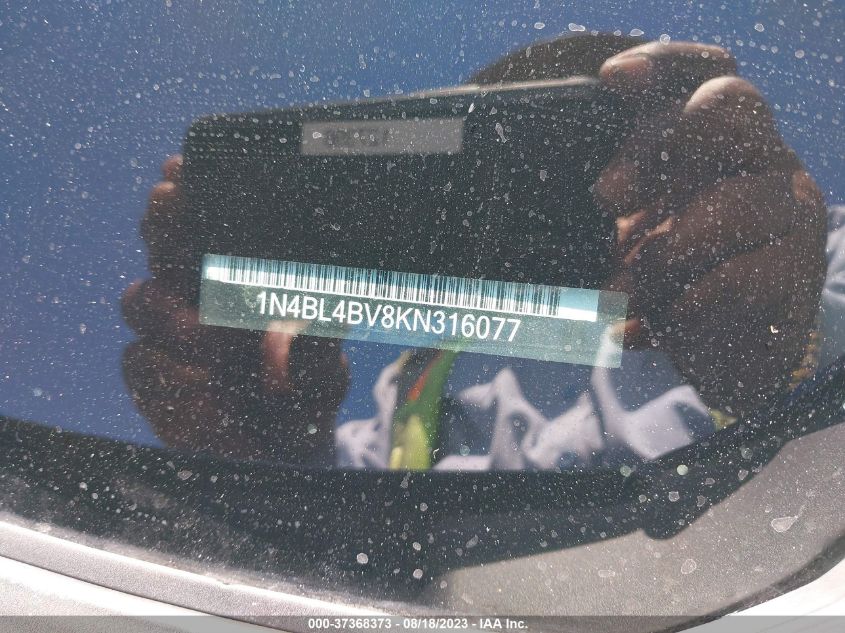 1N4BL4BV8KN316077
000-37368373 - 08/18/2023 - IAA Inc.